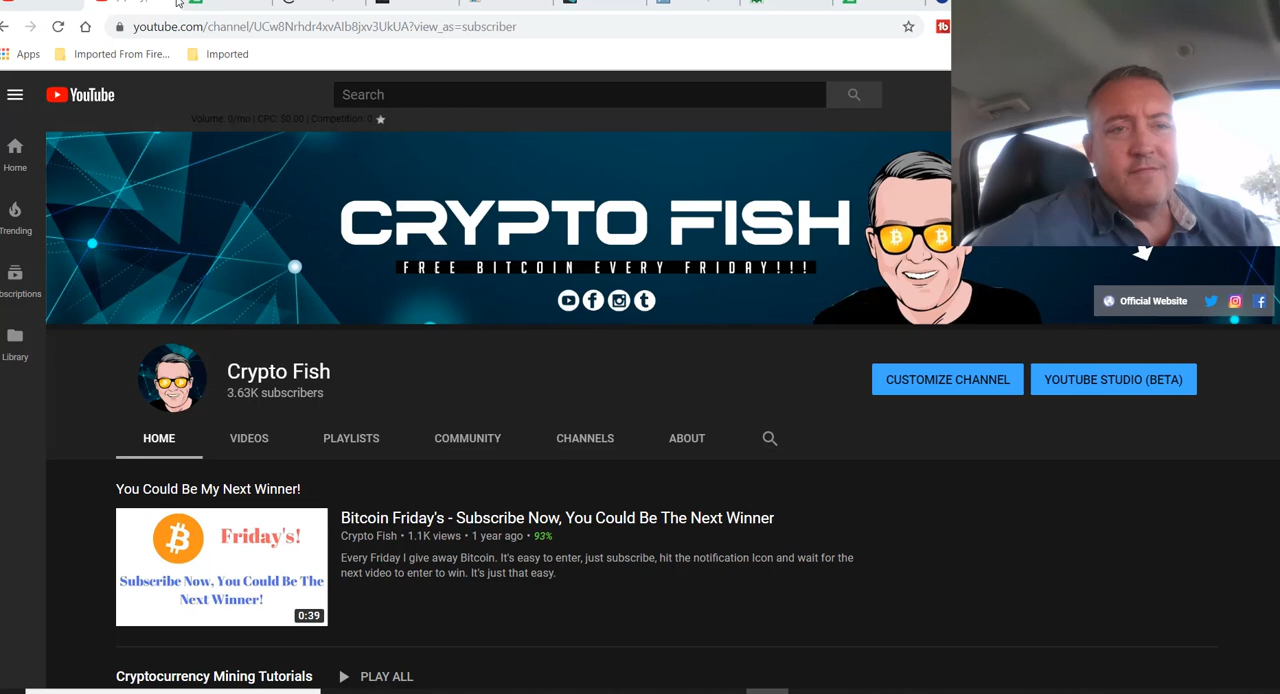 youtube.com/channel/UCw8Nrhdr4xvAIb8jxv3UkUA?view_as=subscriber
Apps
Imported From Fire...
Imported
YouTube
Search
Volume: 0/mo | CPC: $0.00 | Competition: 0
Home
Trending
bscriptions
Library
CRYPTO FISH
FREE BITCOIN EVERY FRIDAY!!!
Official Website
Crypto Fish
3.63K subscribers
CUSTOMIZE CHANNEL
YOUTUBE STUDIO (BETA)
HOME
VIDEOS
PLAYLISTS
COMMUNITY
CHANNELS
ABOUT
You Could Be My Next Winner!
Friday's!
Subscribe Now, You Could Be The
Next Winner!
0:39
Bitcoin Friday's - Subscribe Now, You Could Be The Next Winner
Crypto Fish • 1.1K views • 1 year ago • 93%
Every Friday I give away Bitcoin. It's easy to enter, just subscribe, hit the notification Icon and wait for the
next video to enter to win. It's just that easy.
Cryptocurrency Mining Tutorials
PLAY ALL